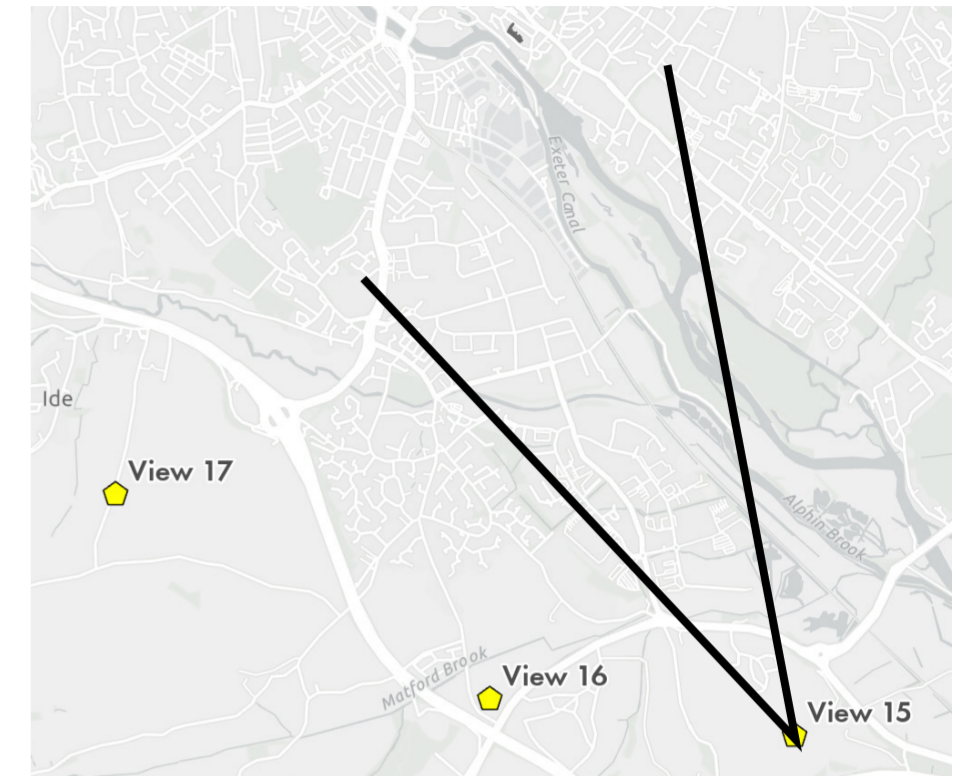 Exeter Canal
Ide
View 17
Alphin Brook
Matford Brook
View 16
View 15